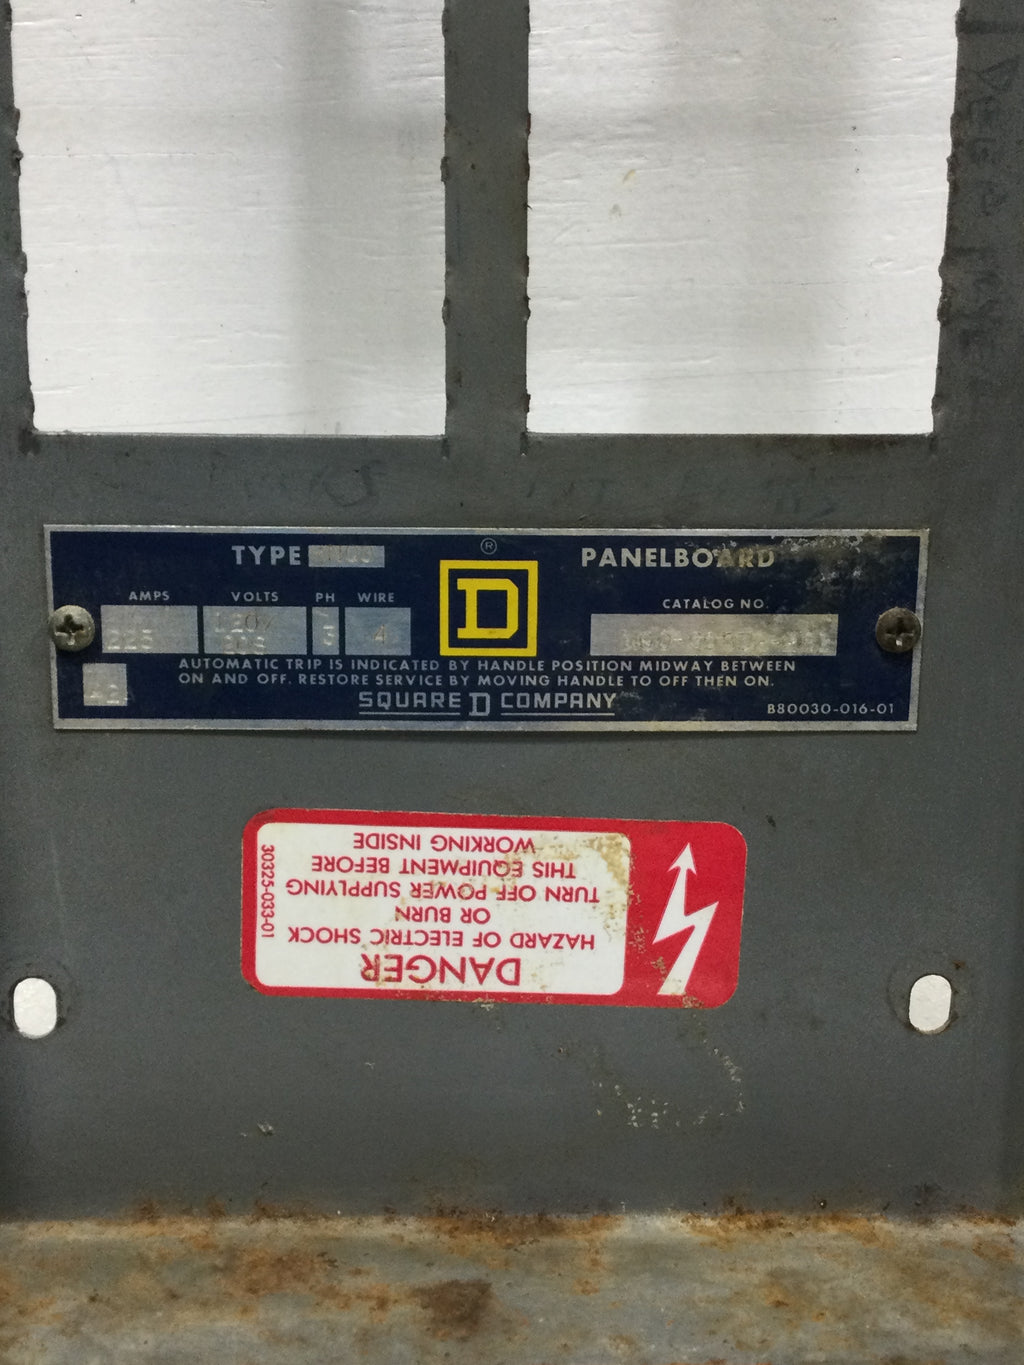 TYPE
®
PANELBOARD
AMPS VOLTS PH WIRE
CATALOG NO.
225 120/ 208 3 4
AUTOMATIC TRIP IS INDICATED BY HANDLE POSITION MIDWAY BETWEEN
ON AND OFF. RESTORE SERVICE BY MOVING HANDLE TO OFF THEN ON.
D
SQUARE D COMPANY
B80030-016-01
DANGER
HAZARD OF ELECTRIC SHOCK
OR BURN
TURN OFF POWER SUPPLYING
THIS EQUIPMENT BEFORE
WORKING INSIDE
30325-033-01